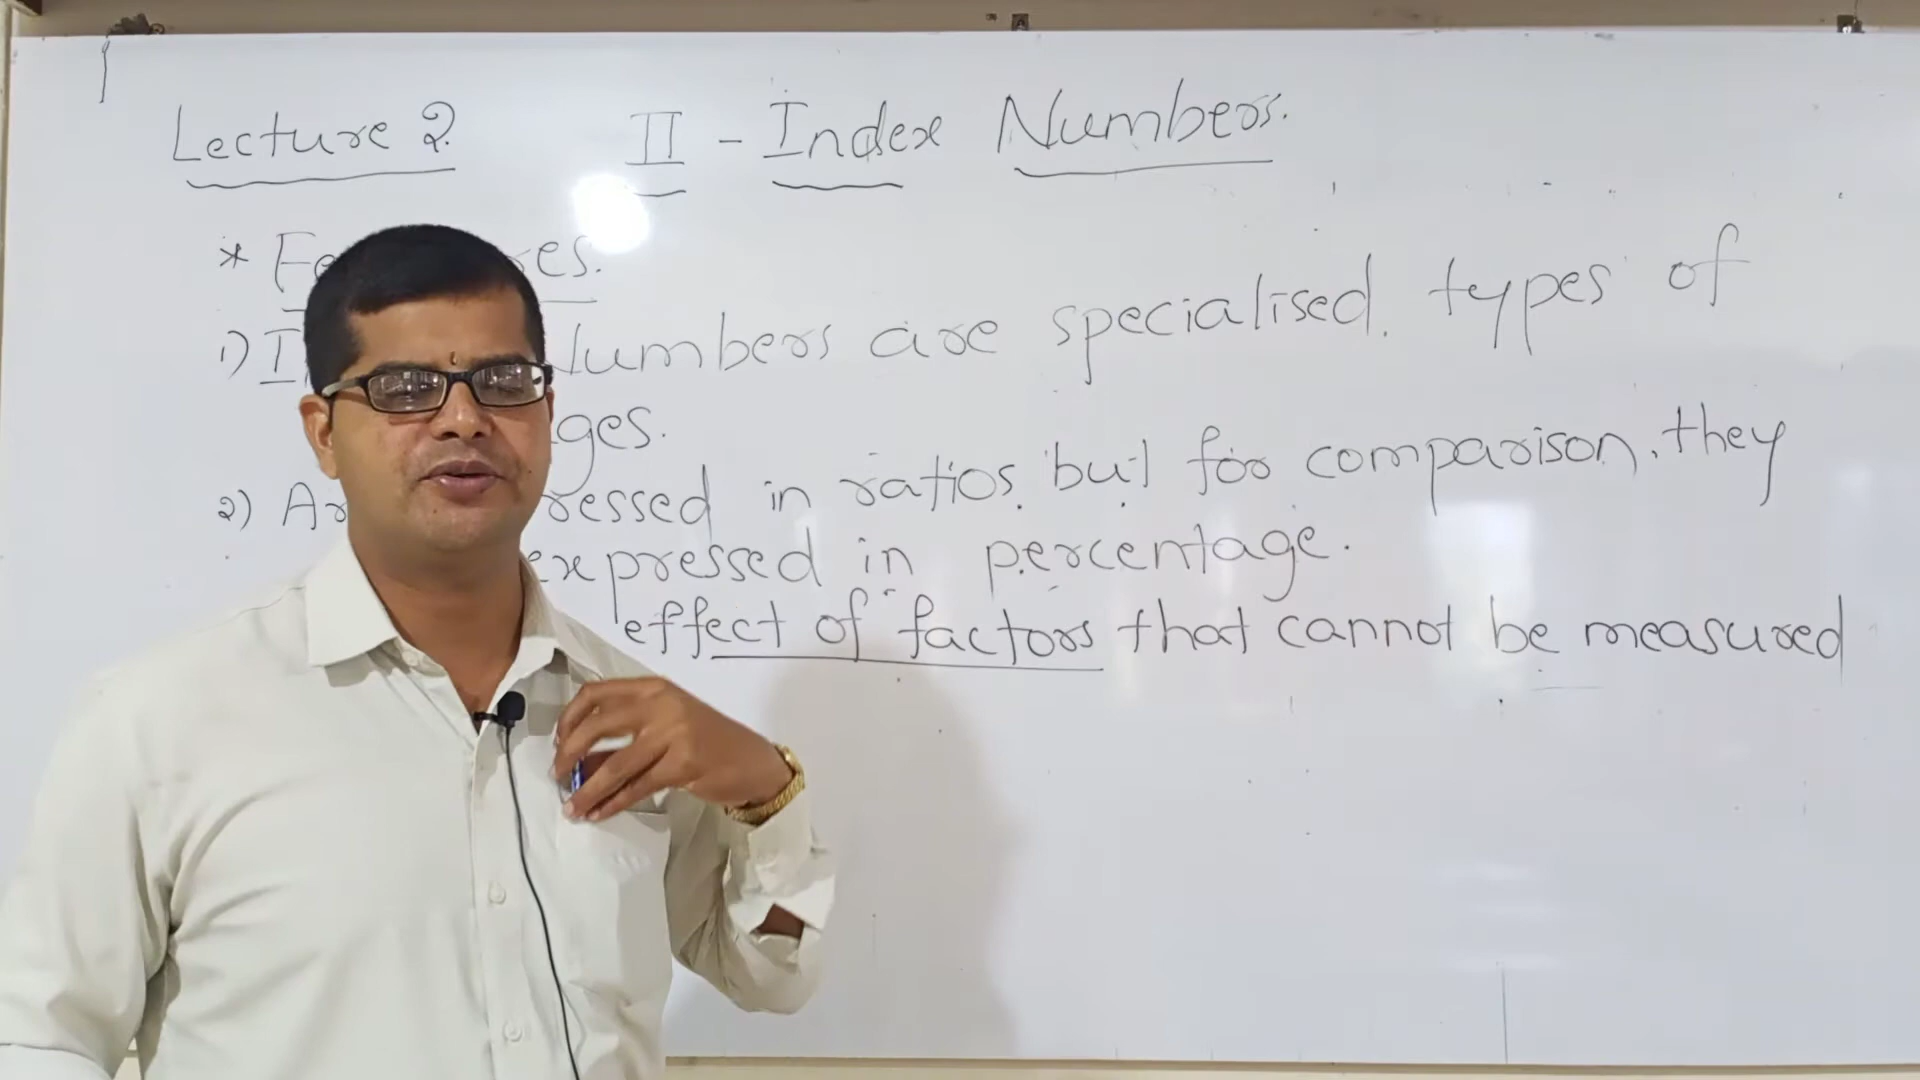 Lecture 2. II - Index Numbers.
* es.
1) Numbers are specialised types of
ges.
2) Ar ressed in ratios but for comparison, they
expressed in percentage.
effect of factors that cannot be measured